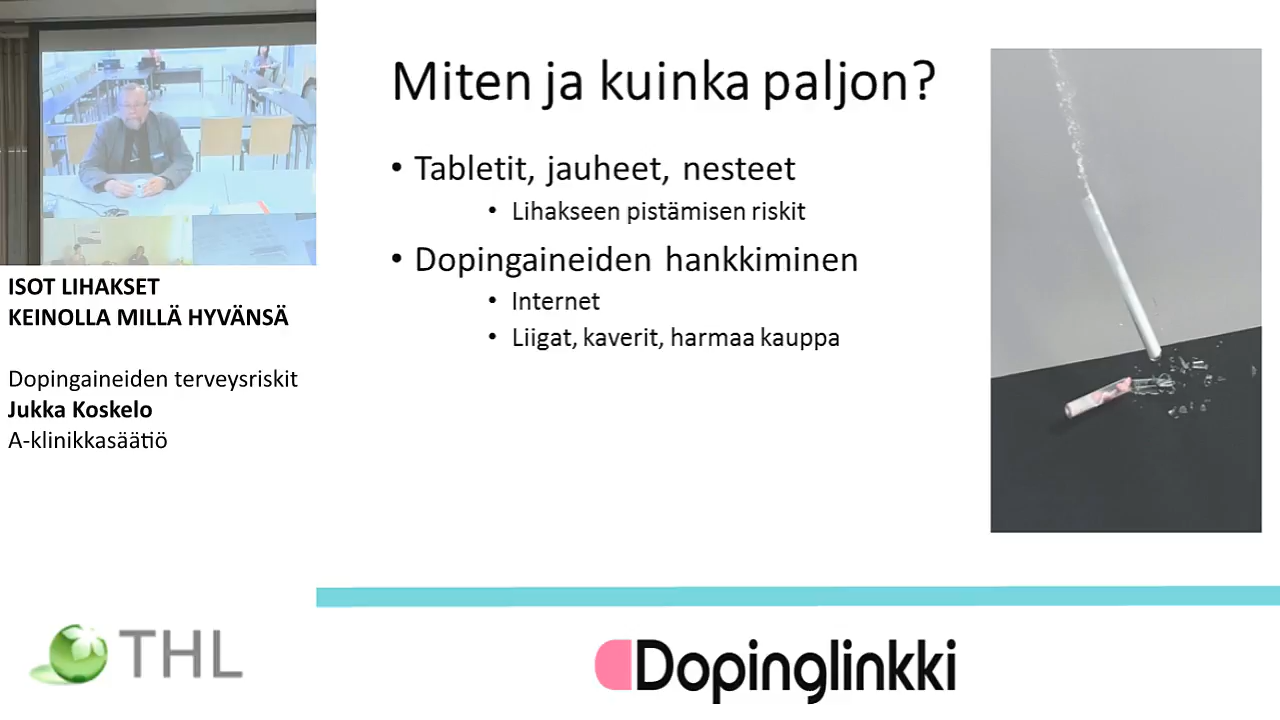 ISOT LIHAKSET
KEINOLLA MILLÄ HYVÄNSÄ
Dopingaineiden terveysriskit
Jukka Koskelo
A-klinikkasäätiö
THL
Miten ja kuinka paljon?
• Tabletit, jauheet, nesteet
• Lihakseen pistämisen riskit
• Dopingaineiden hankkiminen
• Internet
• Liigat, kaverit, harmaa kauppa
Dopinglinkki